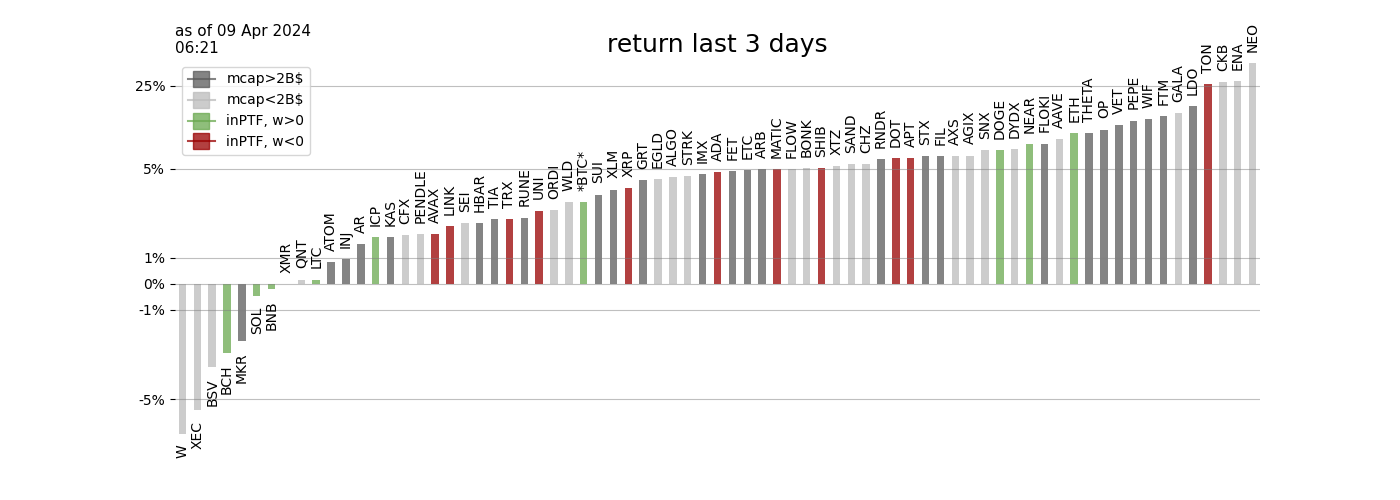 as of 09 Apr 2024
06:21
return last 3 days
mcap>2B$
mcap<2B$
inPTF, w>0
inPTF, w<0
25%
5%
1%
0%
-1%
-5%
W
XEC
BSV
BCH
MKR
SOL
BNB
XMR
QNT
LTC
ATOM
INJ
AR
ICP
KAS
CFX
PENDLE
AVAX
LINK
SEI
HBAR
TIA
TRX
RUNE
UNI
ORDI
WLD
*BTC*
SUI
XLM
XRP
GRT
EGLD
ALGO
STRK
IMX
ADA
FET
ETC
ARB
MATIC
FLOW
BONK
SHIB
XTZ
SAND
CHZ
RNDR
DOT
APT
STX
FIL
AXS
AGIX
SNX
DOGE
DYDX
NEAR
FLOKI
AAVE
ETH
THETA
OP
VET
PEPE
WIF
FTM
GALA
LDO
TON
CKB
ENA
NEO